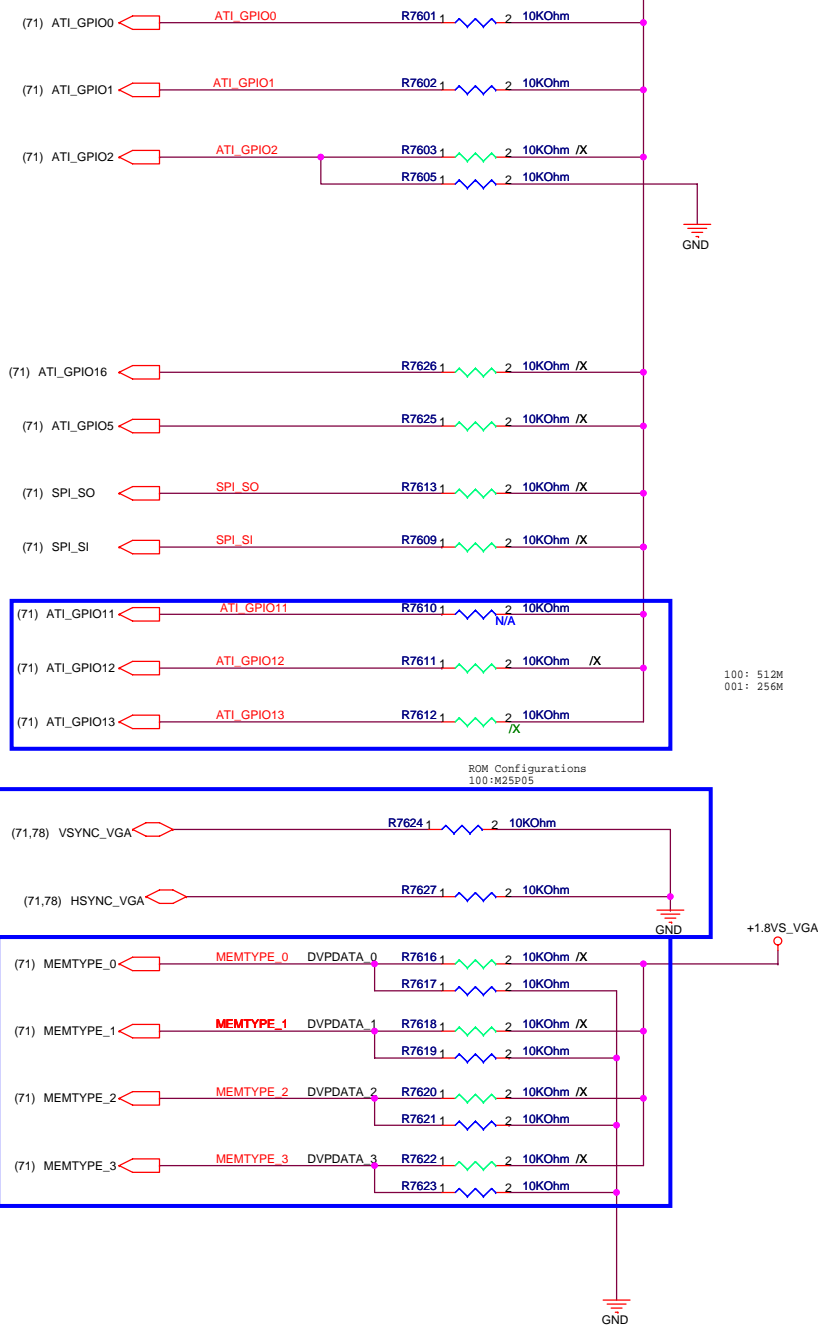 (71) ATI_GPIO0 ATI_GPIO0 R7601 1 2 10KOhm
(71) ATI_GPIO1 ATI_GPIO1 R7602 1 2 10KOhm
(71) ATI_GPIO2 ATI_GPIO2 R7603 1 2 10KOhm /X
R7605 1 2 10KOhm
GND
(71) ATI_GPIO16 R7626 1 2 10KOhm /X
(71) ATI_GPIO5 R7625 1 2 10KOhm /X
(71) SPI_SO SPI_SO R7613 1 2 10KOhm /X
(71) SPI_SI SPI_SI R7609 1 2 10KOhm /X
(71) ATI_GPIO11 ATI_GPIO11 R7610 1 2 10KOhm
N/A
(71) ATI_GPIO12 ATI_GPIO12 R7611 1 2 10KOhm /X
100: 512M
001: 256M
(71) ATI_GPIO13 ATI_GPIO13 R7612 1 2 10KOhm
/X
ROM Configurations
100:M25P05
(71,78) VSYNC_VGA R7624 1 2 10KOhm
(71,78) HSYNC_VGA R7627 1 2 10KOhm
GND
+1.8VS_VGA
(71) MEMTYPE_0 MEMTYPE_0 DVPDATA_0 R7616 1 2 10KOhm /X
R7617 1 2 10KOhm
(71) MEMTYPE_1 MEMTYPE_1 DVPDATA_1 R7618 1 2 10KOhm /X
R7619 1 2 10KOhm
(71) MEMTYPE_2 MEMTYPE_2 DVPDATA_2 R7620 1 2 10KOhm /X
R7621 1 2 10KOhm
(71) MEMTYPE_3 MEMTYPE_3 DVPDATA_3 R7622 1 2 10KOhm /X
R7623 1 2 10KOhm
GND